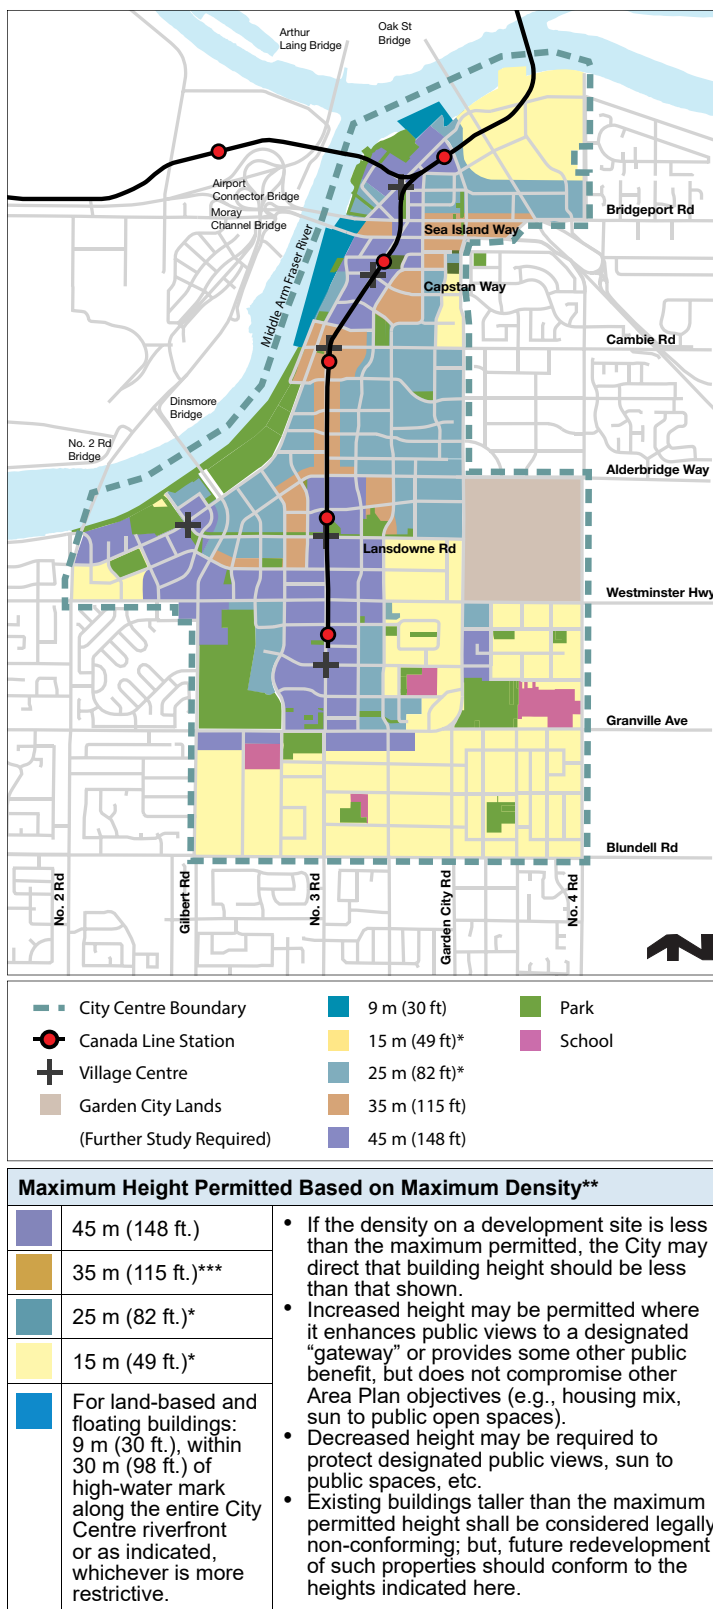 Arthur
Laing Bridge
Oak St
Bridge
Airport
Connector Bridge
Moray
Channel Bridge
Bridgeport Rd
Sea Island Way
Middle Arm Fraser River
Capstan Way
Cambie Rd
Dinsmore
Bridge
No. 2 Rd
Bridge
Alderbridge Way
Lansdowne Rd
Westminster Hwy
Granville Ave
Blundell Rd
No. 2 Rd
Gilbert Rd
No. 3 Rd
Garden City Rd
No. 4 Rd
N
City Centre Boundary
Canada Line Station
Village Centre
Garden City Lands
(Further Study Required)
9 m (30 ft)
15 m (49 ft)*
25 m (82 ft)*
35 m (115 ft)
45 m (148 ft)
Park
School
Maximum Height Permitted Based on Maximum Density**
45 m (148 ft.)
35 m (115 ft.)***
25 m (82 ft.)*
15 m (49 ft.)*
For land-based and
floating buildings:
9 m (30 ft.), within
30 m (98 ft.) of
high-water mark
along the entire City
Centre riverfront
or as indicated,
whichever is more
restrictive.
• If the density on a development site is less
than the maximum permitted, the City may
direct that building height should be less
than that shown.
• Increased height may be permitted where
it enhances public views to a designated
“gateway” or provides some other public
benefit, but does not compromise other
Area Plan objectives (e.g., housing mix,
sun to public open spaces).
• Decreased height may be required to
protect designated public views, sun to
public spaces, etc.
• Existing buildings taller than the maximum
permitted height shall be considered legally
non-conforming; but, future redevelopment
of such properties should conform to the
heights indicated here.